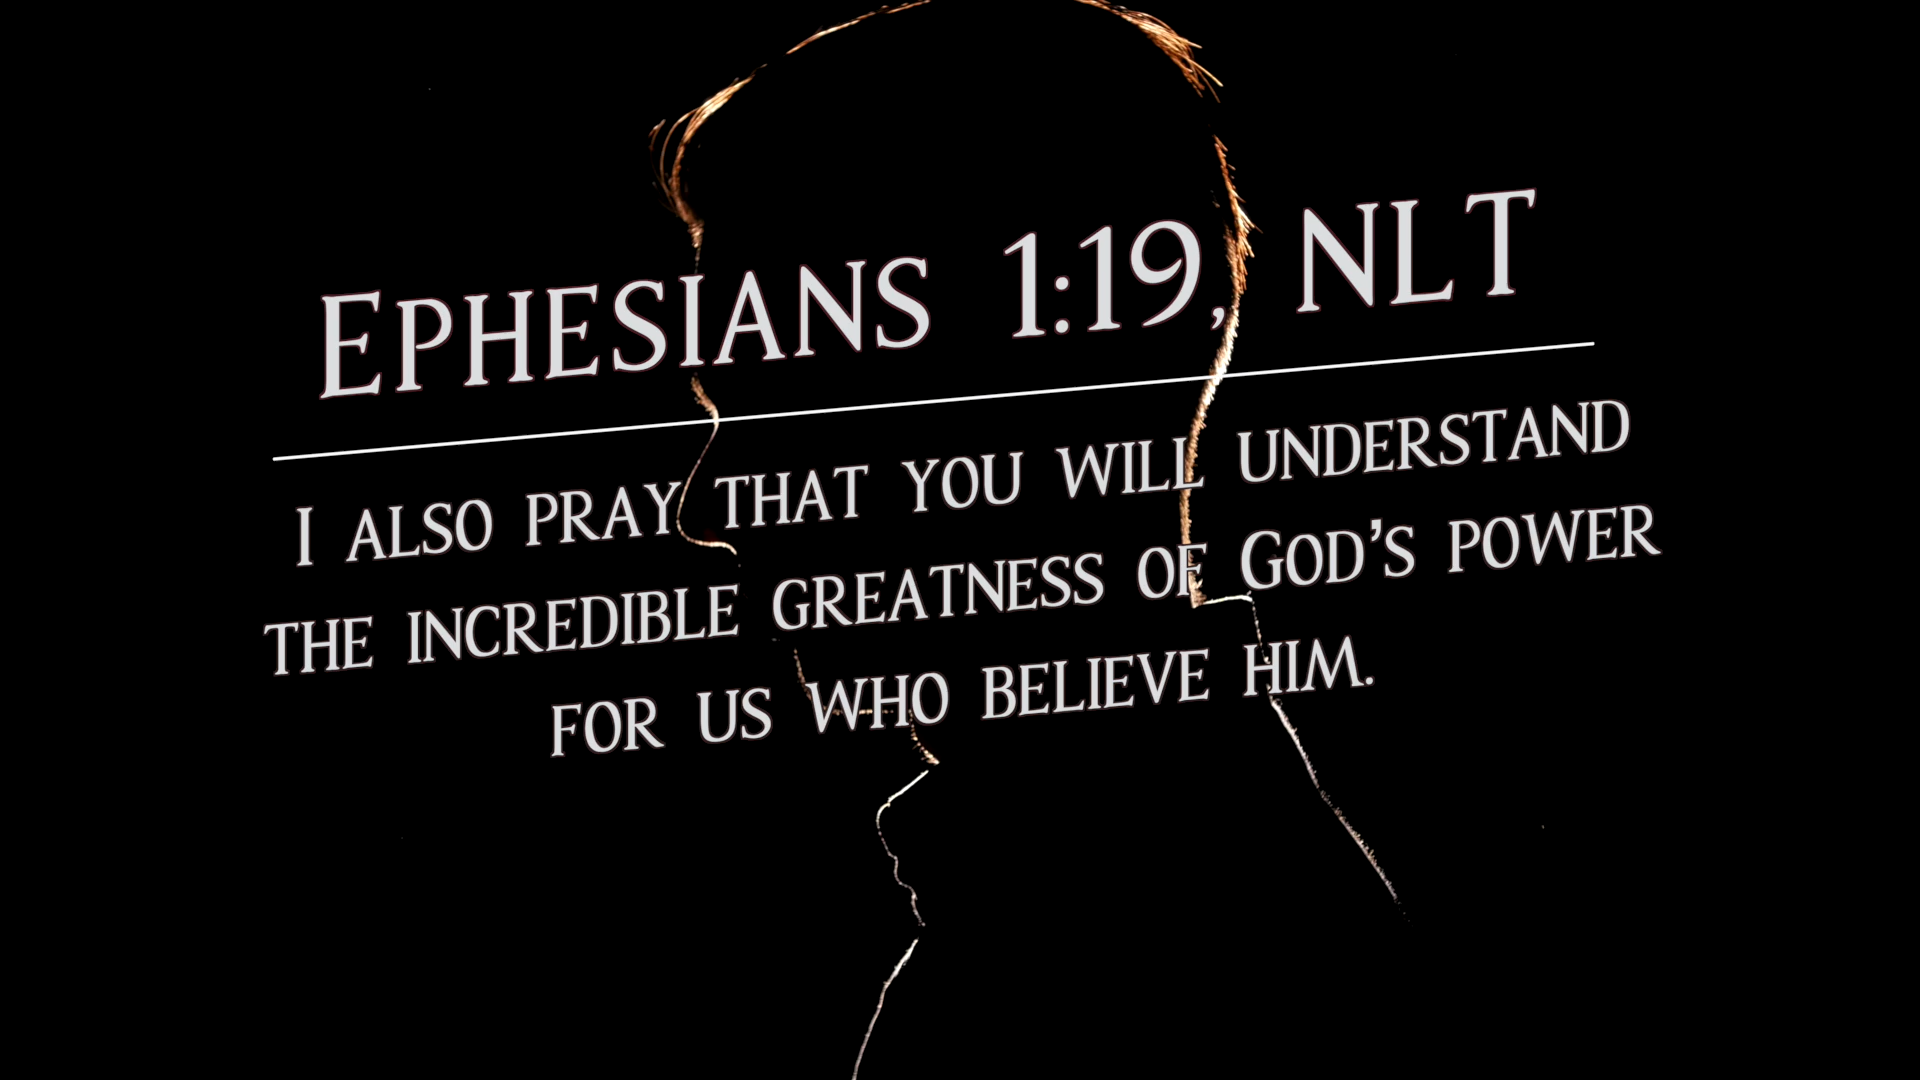 Ephesians 1:19, NLT
I also pray that you will understand
the incredible greatness of God’s power
for us who believe him.